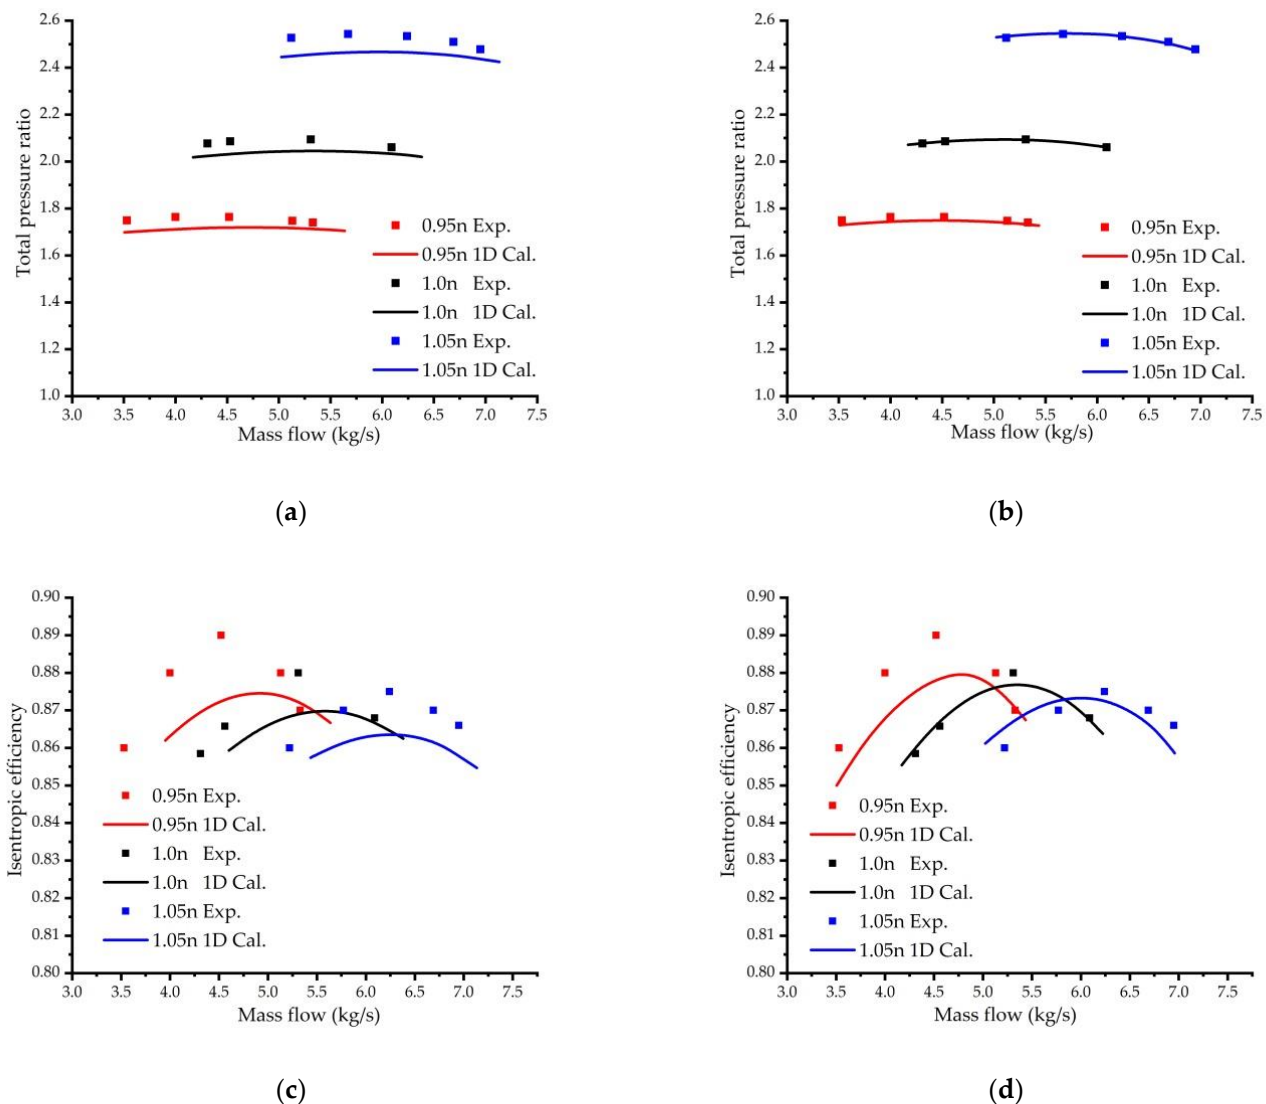 2.6
2.4
2.2
2.0
1.8
1.6
1.4
1.2
1.0
Total pressure ratio
0.95n Exp.
0.95n 1D Cal.
1.0n Exp.
1.0n 1D Cal.
1.05n Exp.
1.05n 1D Cal.
3.0 3.5 4.0 4.5 5.0 5.5 6.0 6.5 7.0 7.5
Mass flow (kg/s)
(a)
2.6
2.4
2.2
2.0
1.8
1.6
1.4
1.2
1.0
Total pressure ratio
0.95n Exp.
0.95n 1D Cal.
1.0n Exp.
1.0n 1D Cal.
1.05n Exp.
1.05n 1D Cal.
3.0 3.5 4.0 4.5 5.0 5.5 6.0 6.5 7.0 7.5
Mass flow (kg/s)
(b)
0.90
0.89
0.88
0.87
0.86
0.85
0.84
0.83
0.82
0.81
0.80
Isentropic efficiency
0.95n Exp.
0.95n 1D Cal.
1.0n Exp.
1.0n 1D Cal.
1.05n Exp.
1.05n 1D Cal.
3.0 3.5 4.0 4.5 5.0 5.5 6.0 6.5 7.0 7.5
Mass flow (kg/s)
(c)
0.90
0.89
0.88
0.87
0.86
0.85
0.84
0.83
0.82
0.81
0.80
Isentropic efficiency
0.95n Exp.
0.95n 1D Cal.
1.0n Exp.
1.0n 1D Cal.
1.05n Exp.
1.05n 1D Cal.
3.0 3.5 4.0 4.5 5.0 5.5 6.0 6.5 7.0 7.5
Mass flow (kg/s)
(d)